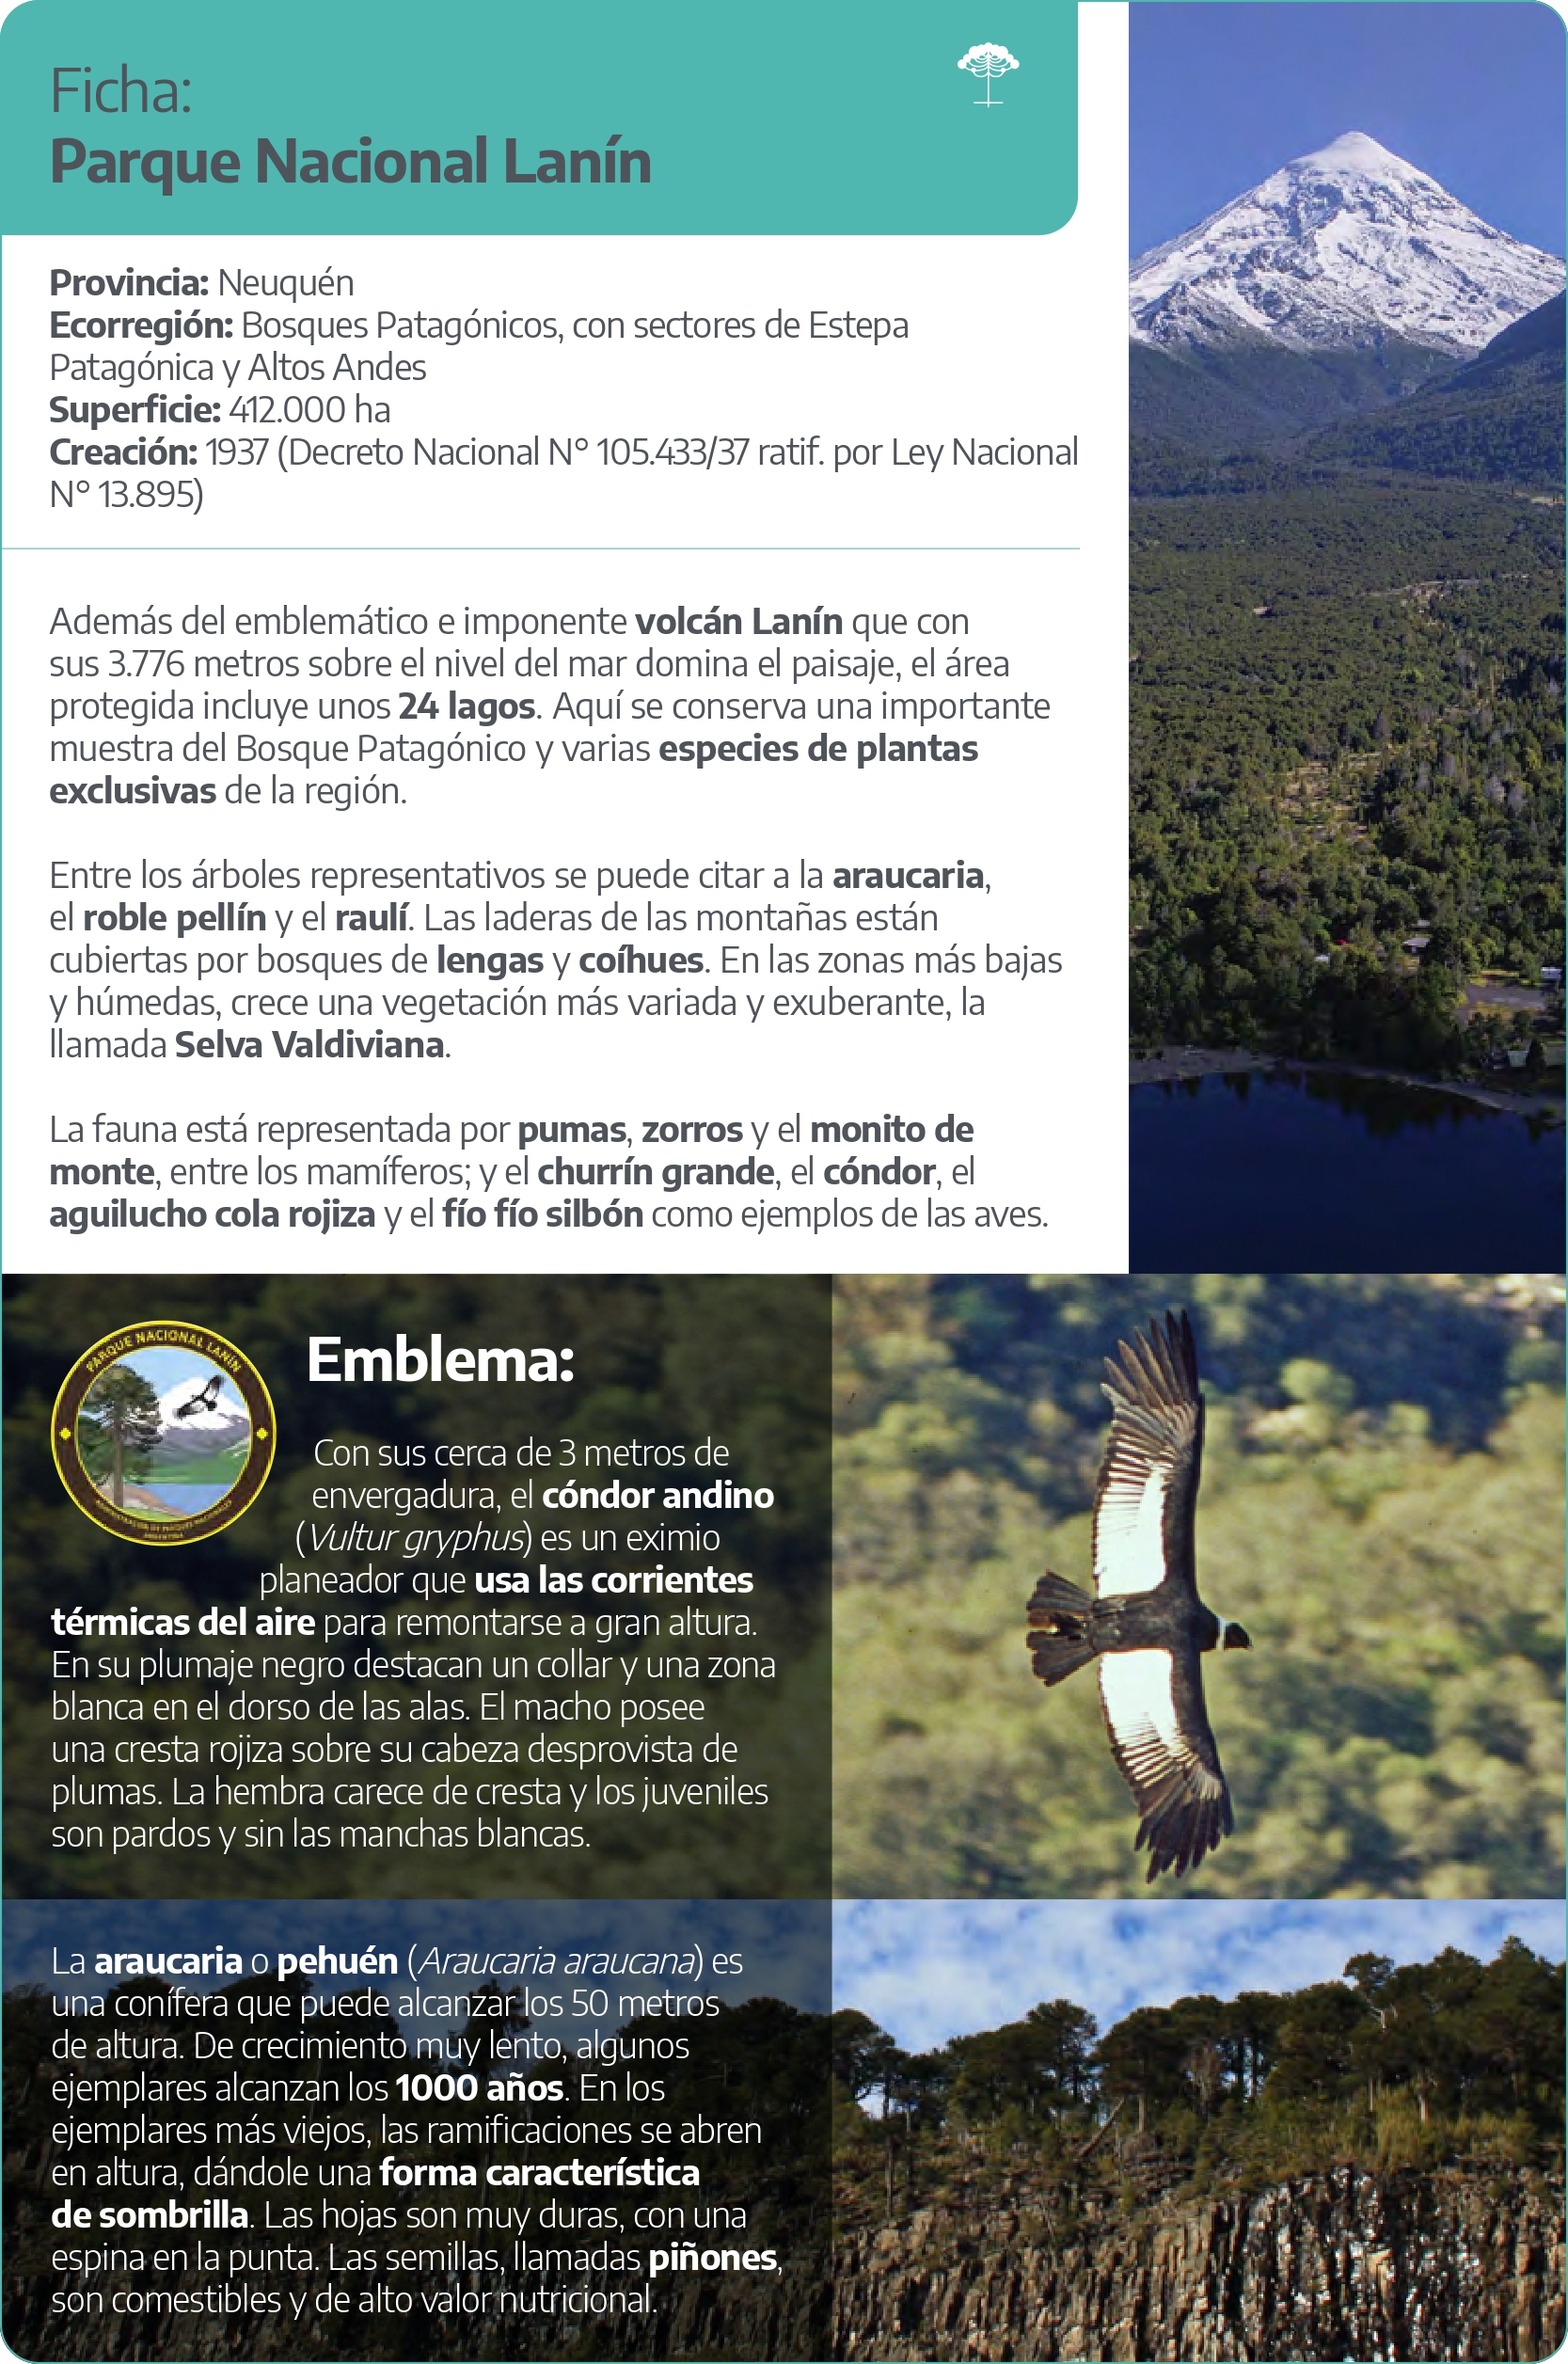 Ficha:
Parque Nacional Lanín
Provincia: Neuquén
Ecorregión: Bosques Patagónicos, con sectores de Estepa
Patagónica y Altos Andes
Superficie: 412.000 ha
Creación: 1937 (Decreto Nacional N° 105.433/37 ratif. por Ley Nacional
N° 13.895)
Además del emblemático e imponente volcán Lanín que con
sus 3.776 metros sobre el nivel del mar domina el paisaje, el área
protegida incluye unos 24 lagos. Aquí se conserva una importante
muestra del Bosque Patagónico y varias especies de plantas
exclusivas de la región.
Entre los árboles representativos se puede citar a la araucaria,
el roble pellín y el raulí. Las laderas de las montañas están
cubiertas por bosques de lengas y coíhues. En las zonas más bajas
y húmedas, crece una vegetación más variada y exuberante, la
llamada Selva Valdiviana.
La fauna está representada por pumas, zorros y el monito de
monte, entre los mamíferos; y el churrín grande, el cóndor, el
aguilucho cola rojiza y el fío fío silbón como ejemplos de las aves.
PARQUE NACIONAL LANÍN
ADMINISTRACIÓN DE PARQUES NACIONALES
ARGENTINA
Emblema:
Con sus cerca de 3 metros de
envergadura, el cóndor andino
(Vultur gryphus) es un eximio
planeador que usa las corrientes
térmicas del aire para remontarse a gran altura.
En su plumaje negro destacan un collar y una zona
blanca en el dorso de las alas. El macho posee
una cresta rojiza sobre su cabeza desprovista de
plumas. La hembra carece de cresta y los juveniles
son pardos y sin las manchas blancas.
La araucaria o pehuén (Araucaria araucana) es
una conífera que puede alcanzar los 50 metros
de altura. De crecimiento muy lento, algunos
ejemplares alcanzan los 1000 años. En los
ejemplares más viejos, las ramificaciones se abren
en altura, dándole una forma característica
de sombrilla. Las hojas son muy duras, con una
espina en la punta. Las semillas, llamadas piñones,
son comestibles y de alto valor nutricional.